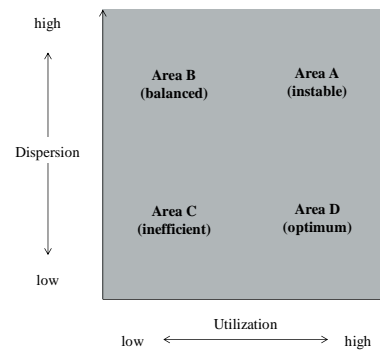 high
Area B
(balanced)
Area A
(instable)
Dispersion
Area C
(inefficient)
Area D
(optimum)
low
Utilization
low
high